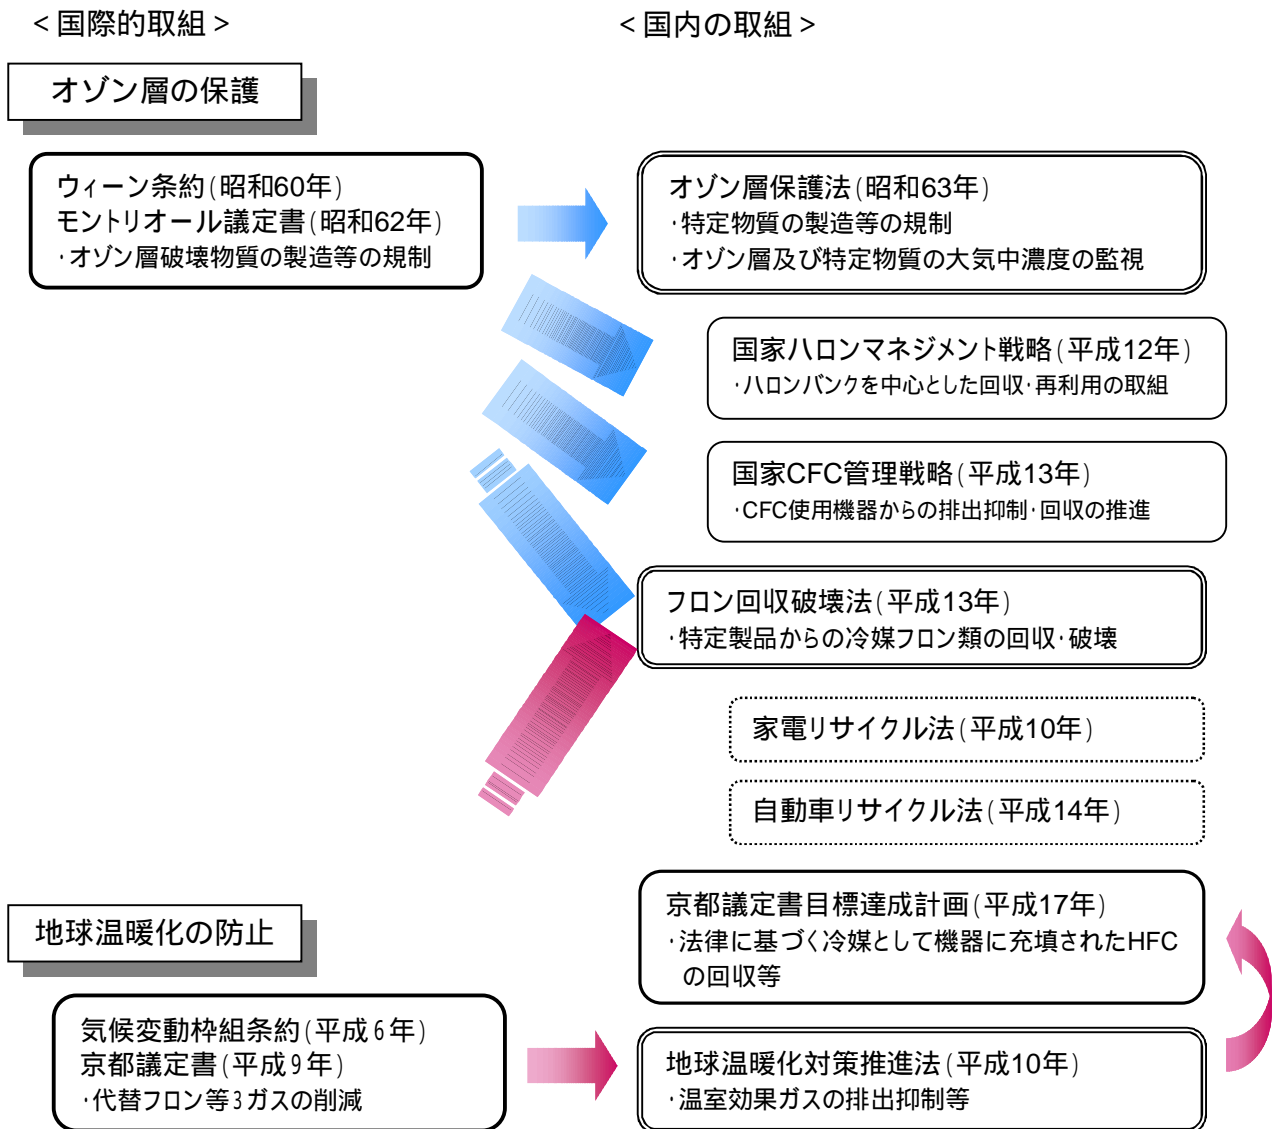 <国際的取組>
<国内の取組>
オゾン層の保護
ウィーン条約(昭和60年)
モントリオール議定書(昭和62年)
・オゾン層破壊物質の製造等の規制
オゾン層保護法(昭和63年)
・特定物質の製造等の規制
・オゾン層及び特定物質の大気中濃度の監視
国家ハロンマネジメント戦略(平成12年)
・ハロンバンクを中心とした回収・再利用の取組
国家CFC管理戦略(平成13年)
・CFC使用機器からの排出抑制・回収の推進
フロン回収破壊法(平成13年)
・特定製品からの冷媒フロン類の回収・破壊
家電リサイクル法(平成10年)
自動車リサイクル法(平成14年)
京都議定書目標達成計画(平成17年)
・法律に基づく冷媒として機器に充填されたHFC
の回収等
地球温暖化の防止
気候変動枠組条約(平成6年)
京都議定書(平成9年)
・代替フロン等3ガスの削減
地球温暖化対策推進法(平成10年)
・温室効果ガスの排出抑制等